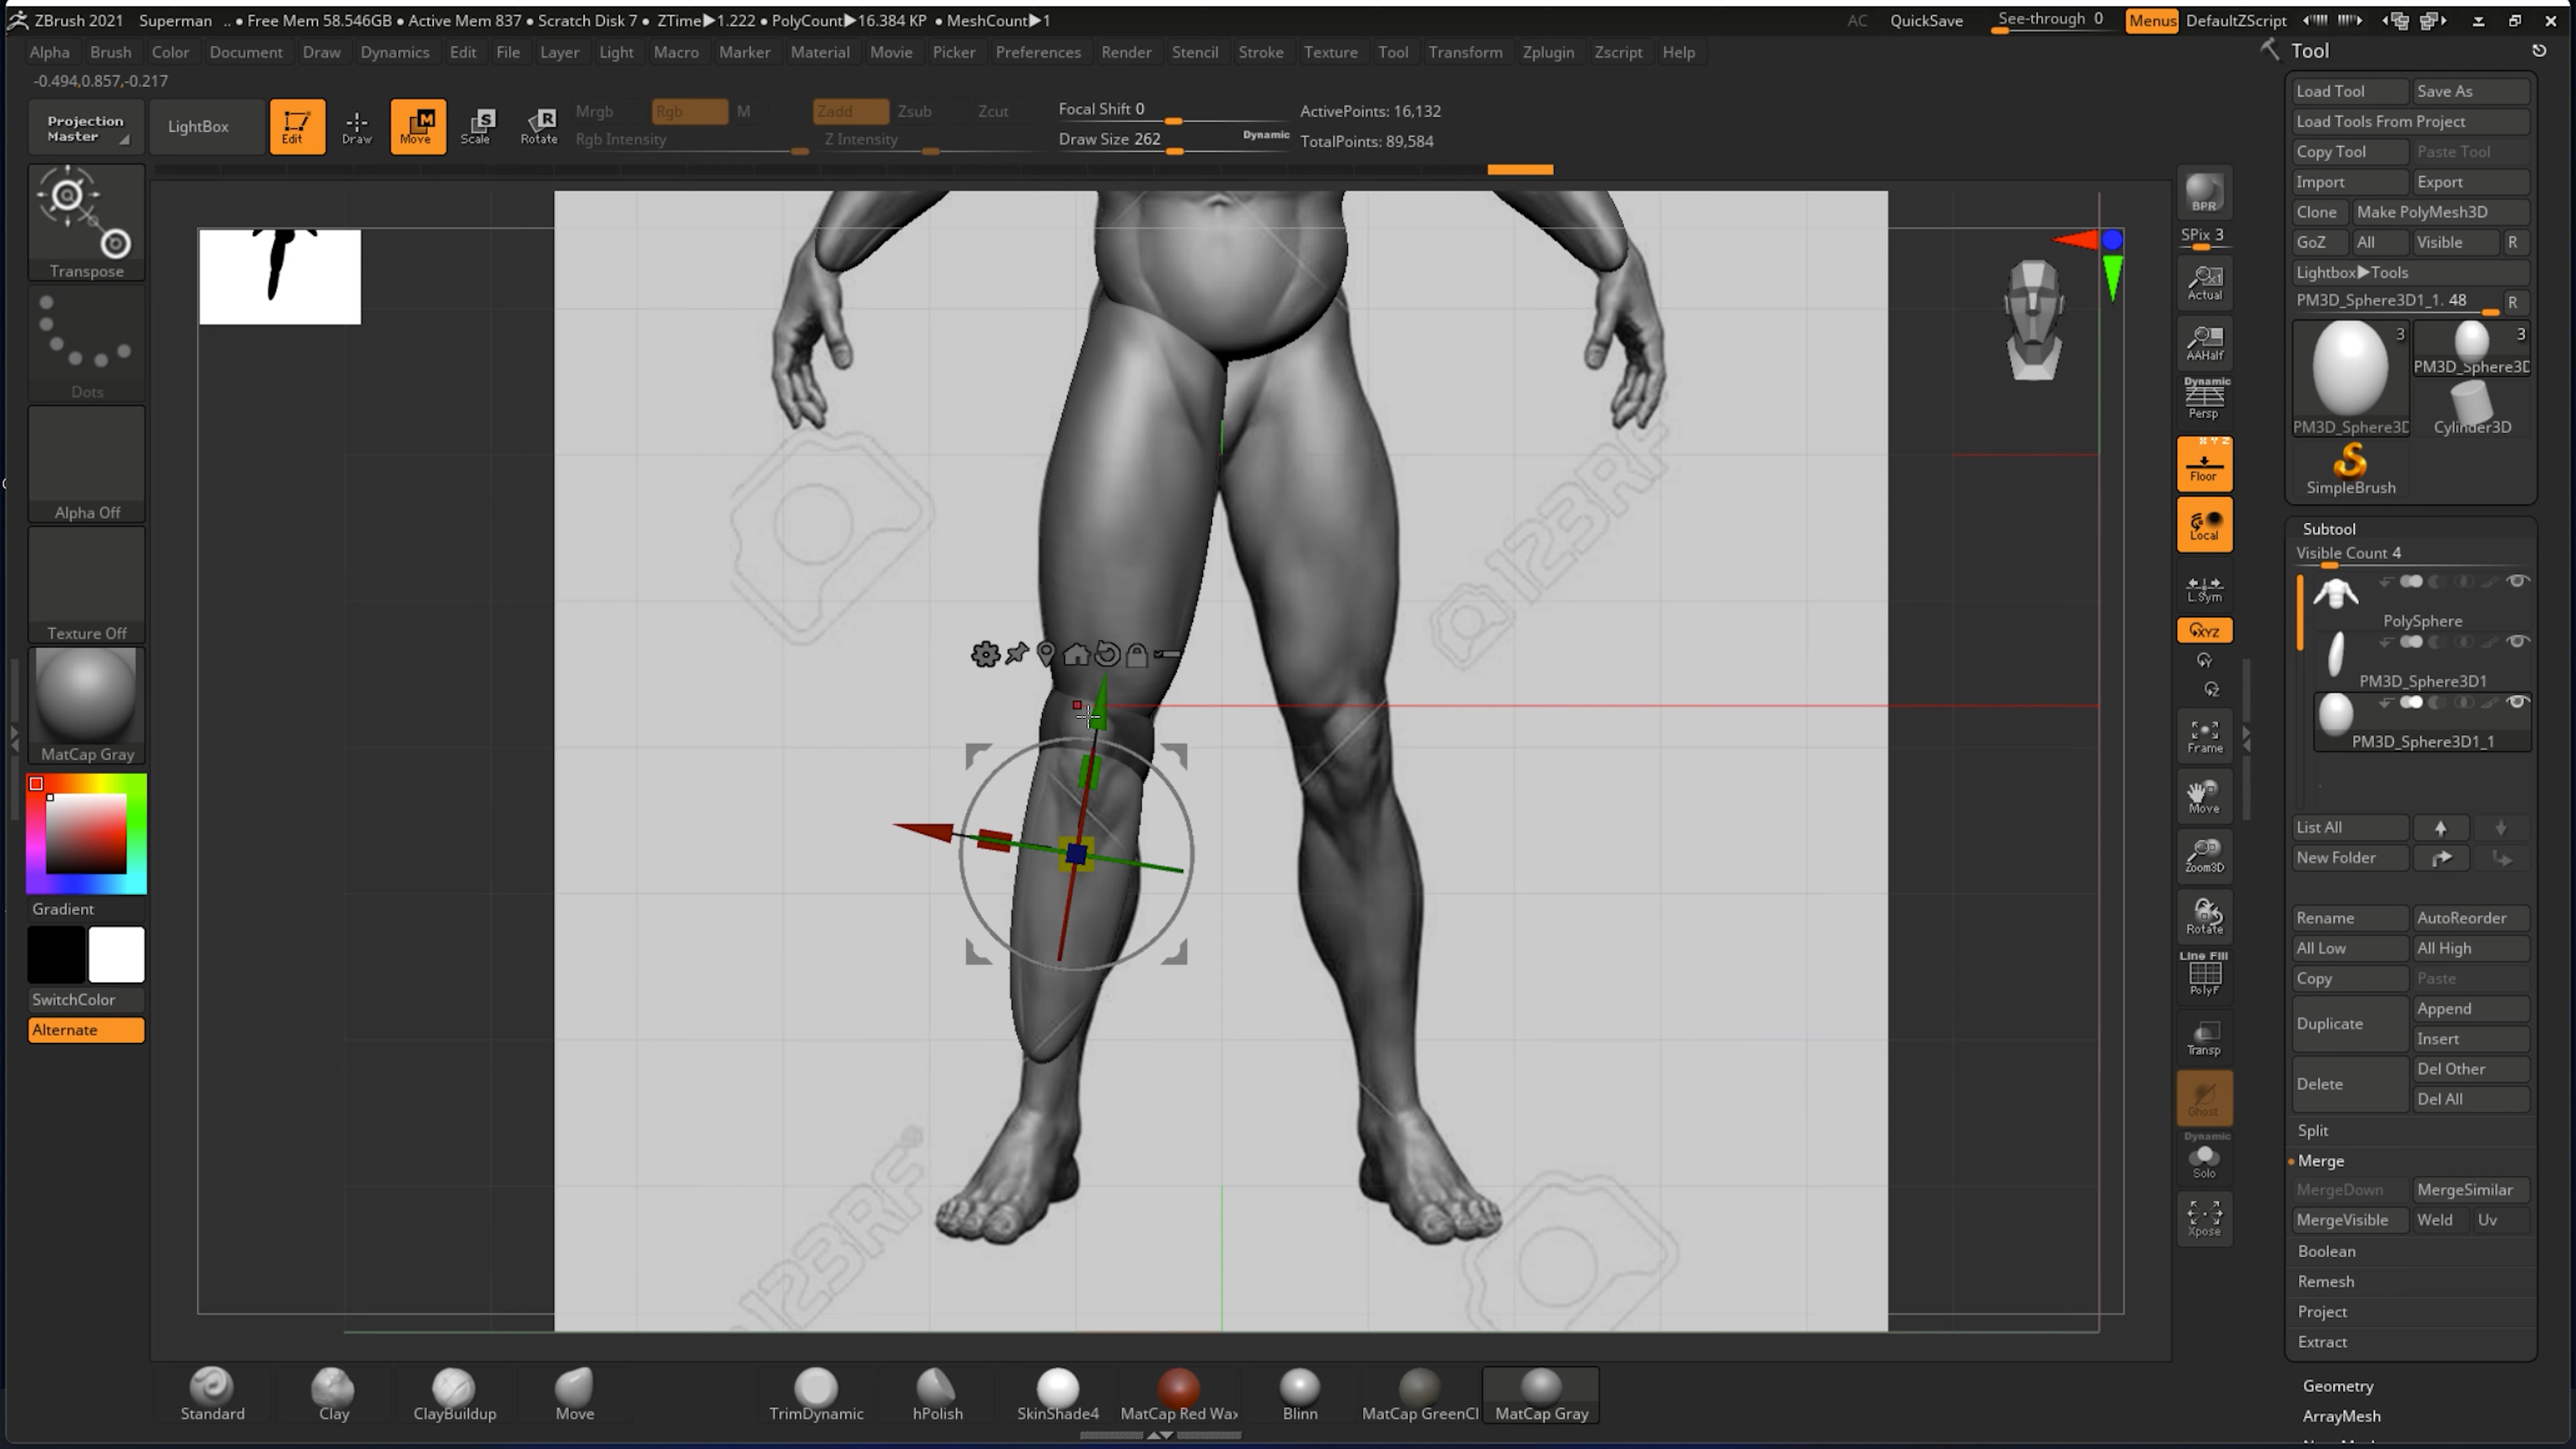 ZBrush 2021 Superman .. • Free Mem 58.546GB • Active Mem 837 • Scratch Disk 7 • ZTime▶1.222 • PolyCount▶16.384 KP • MeshCount▶1 AC QuickSave See-through 0 Menus DefaultZScript
Alpha Brush Color Document Draw Dynamics Edit File Layer Light Macro Marker Material Movie Picker Preferences Render Stencil Stroke Texture Tool Transform Zplugin Zscript Help
-0.494,0.857,-0.217
Projection Master
LightBox
Edit
Draw
M
Move
S
Scale
R
Rotate
Mrgb Rgb M
Rgb Intensity
Zadd Zsub Zcut
Z Intensity
Focal Shift 0
Draw Size 262
Dynamic
ActivePoints: 16,132
TotalPoints: 89,584
Transpose
Dots
Alpha Off
Texture Off
MatCap Gray
Gradient
SwitchColor
Alternate
@123RF
123RF
BPR
SPix 3
Actual
AAHalf
Dynamic
Persp
X Y Z
Floor
Local
L.Sym
XYZ
Y
Z
Frame
Move
Zoom3D
Rotate
Line Fill
PolyF
Transp
Ghost
Dynamic
Solo
Xpose
Tool
Load Tool Save As
Load Tools From Project
Copy Tool Paste Tool
Import Export
Clone Make PolyMesh3D
GoZ All Visible R
Lightbox▶Tools
PM3D_Sphere3D1_1. 48 R
3 3
PM3D_Sphere3D
PM3D_Sphere3D Cylinder3D
SimpleBrush
Subtool
Visible Count 4
PolySphere
PM3D_Sphere3D1
PM3D_Sphere3D1_1
List All
New Folder
Rename AutoReorder
All Low All High
Copy Paste
Duplicate
Append
Insert
Delete
Del Other
Del All
Split
Merge
MergeDown MergeSimilar
MergeVisible Weld Uv
Boolean
Remesh
Project
Extract
Geometry
ArrayMesh
Standard Clay ClayBuildup Move TrimDynamic hPolish SkinShade4 MatCap Red Wax Blinn MatCap GreenCl MatCap Gray